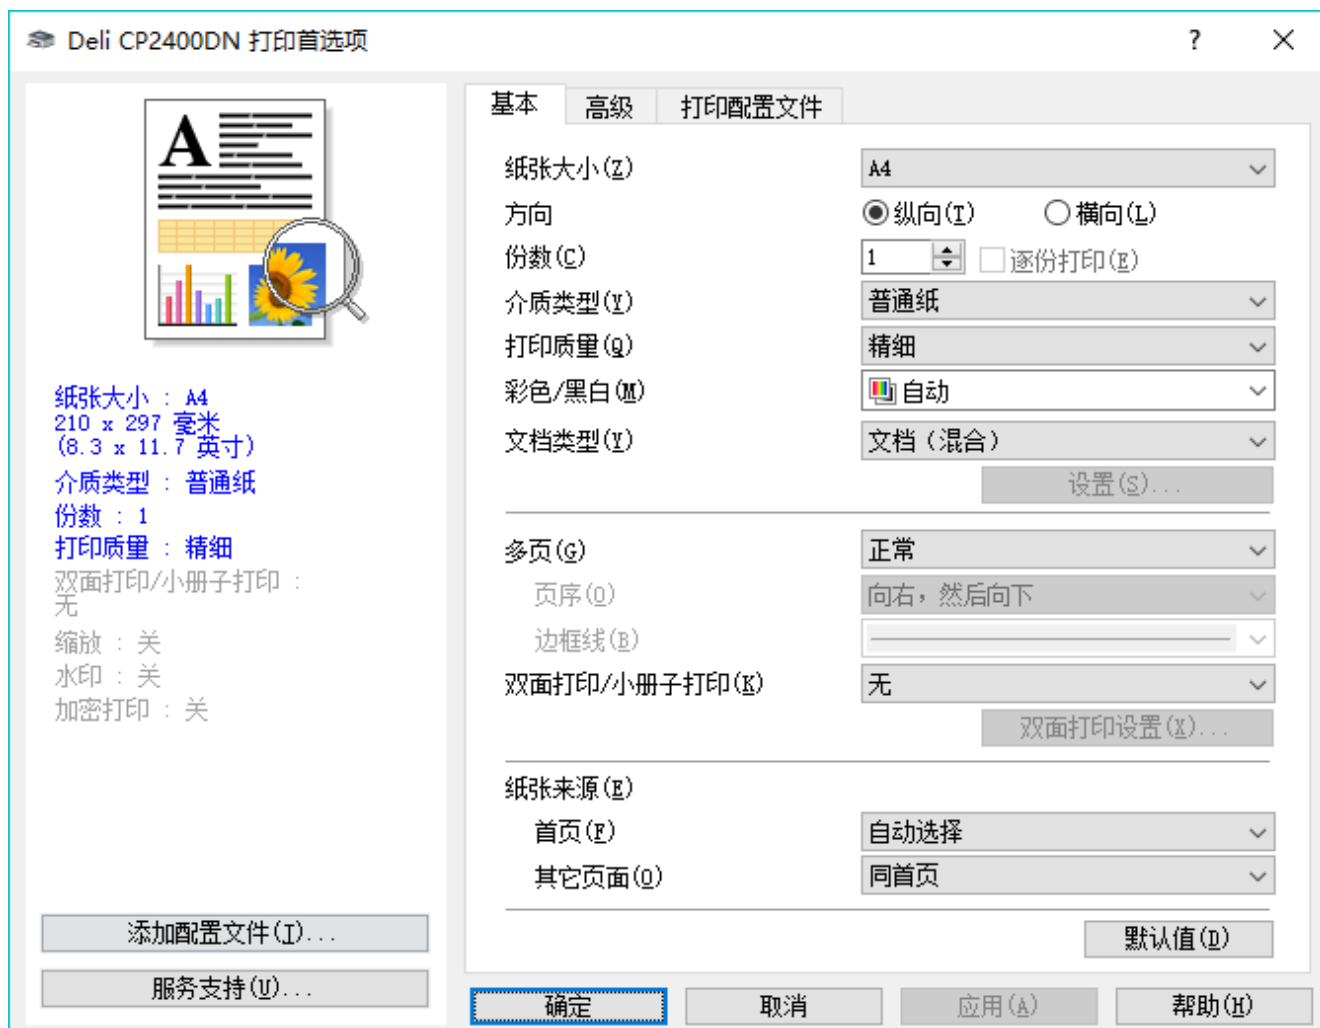 Deli CP2400DN 打印首选项
A
纸张大小 : A4
210 x 297 毫米
(8.3 x 11.7 英寸)
介质类型 : 普通纸
份数 : 1
打印质量 : 精细
双面打印/小册子打印 :
无
缩放 : 关
水印 : 关
加密打印 : 关
添加配置文件(I)...
服务支持(U)...
基本 高级 打印配置文件
纸张大小(Z) A4
方向 纵向(T) 横向(L)
份数(C) 1 逐份打印(E)
介质类型(Y) 普通纸
打印质量(Q) 精细
彩色/黑白(M) 自动
文档类型(Y) 文档（混合）
设置(S)...
多页(G) 正常
页序(O) 向右，然后向下
边框线(B)
双面打印/小册子打印(K) 无
双面打印设置(X)...
纸张来源(E)
首页(F) 自动选择
其它页面(O) 同首页
默认值(D)
确定 取消 应用(A) 帮助(H)